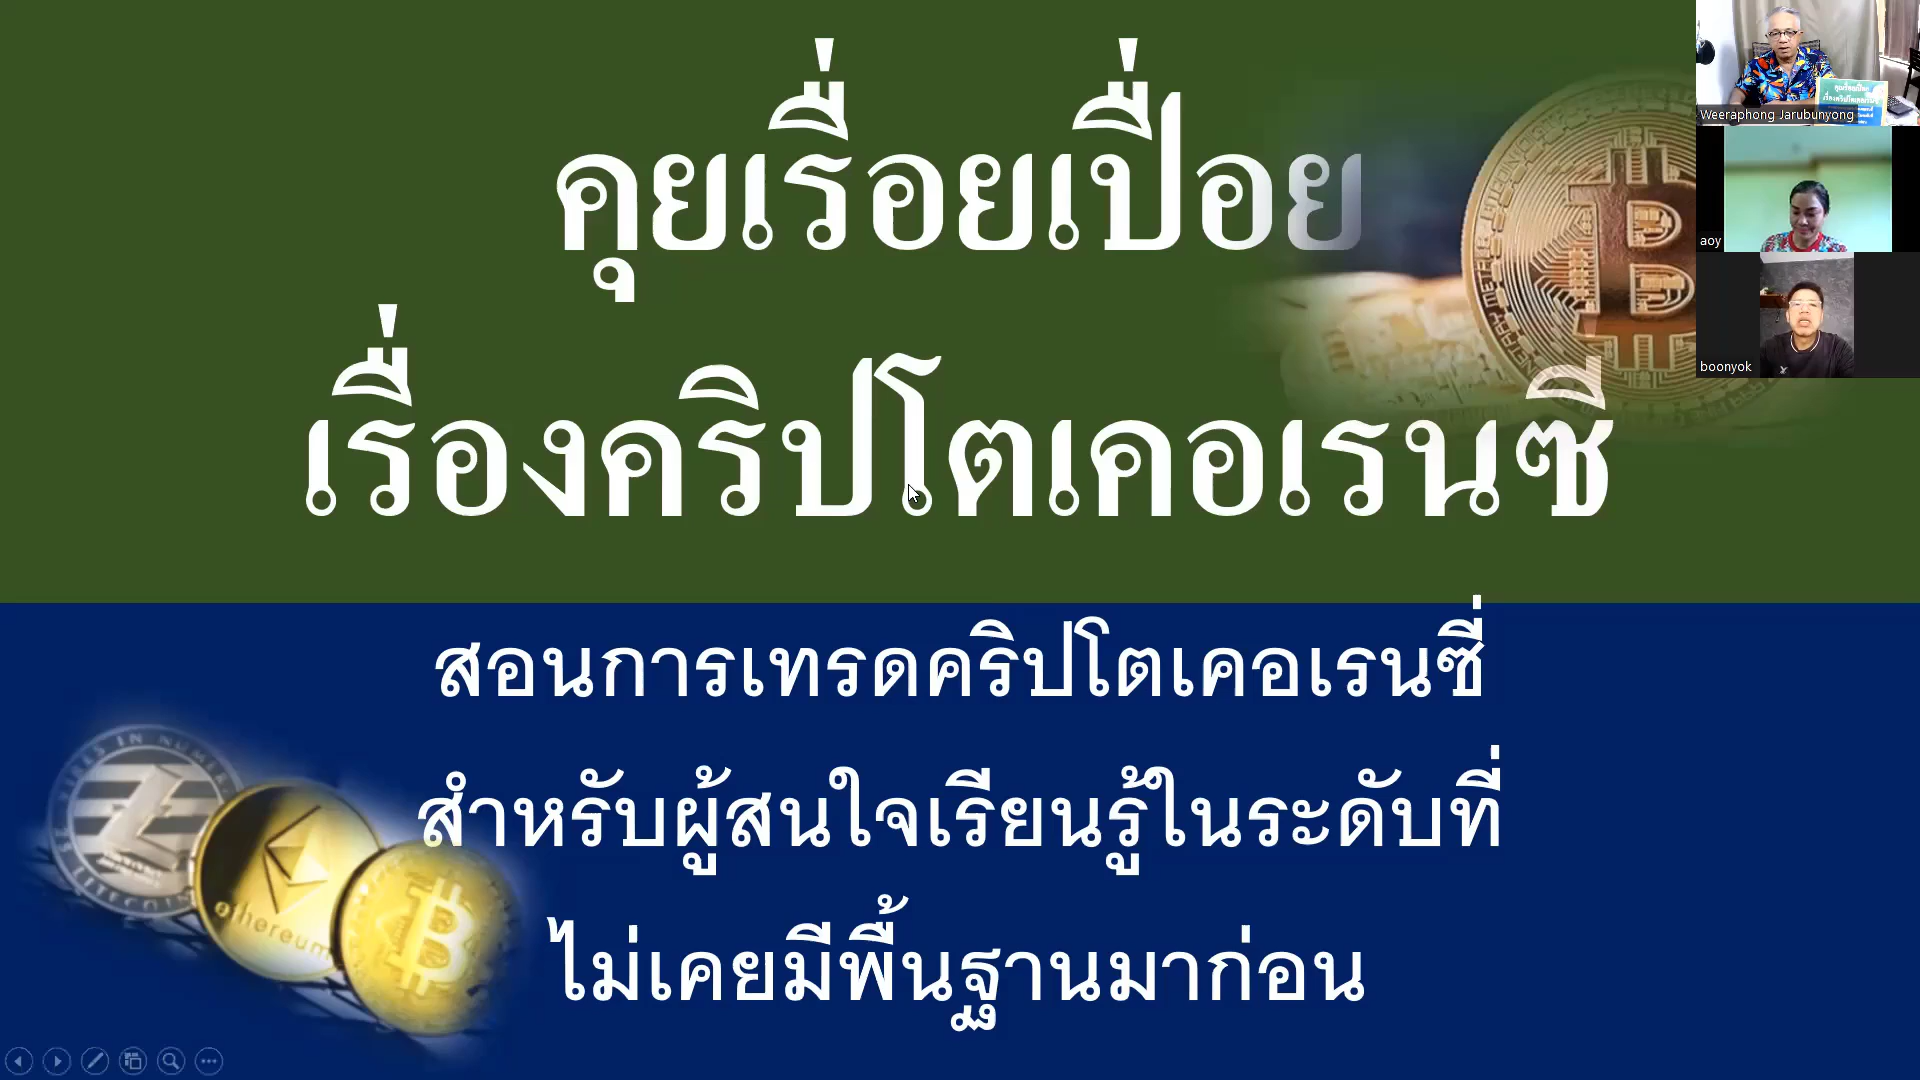 คุยเรื่อยเปื่อย
เรื่องคริปโตเคอเรนซี
สอนการเทรดคริปโตเคอเรนซี่
สำหรับผู้สนใจเรียนรู้ในระดับที่
ไม่เคยมีพื้นฐานมาก่อน
Weeraphong Jarubunyong
aoy
boonyok
ethereum
LITECOIN